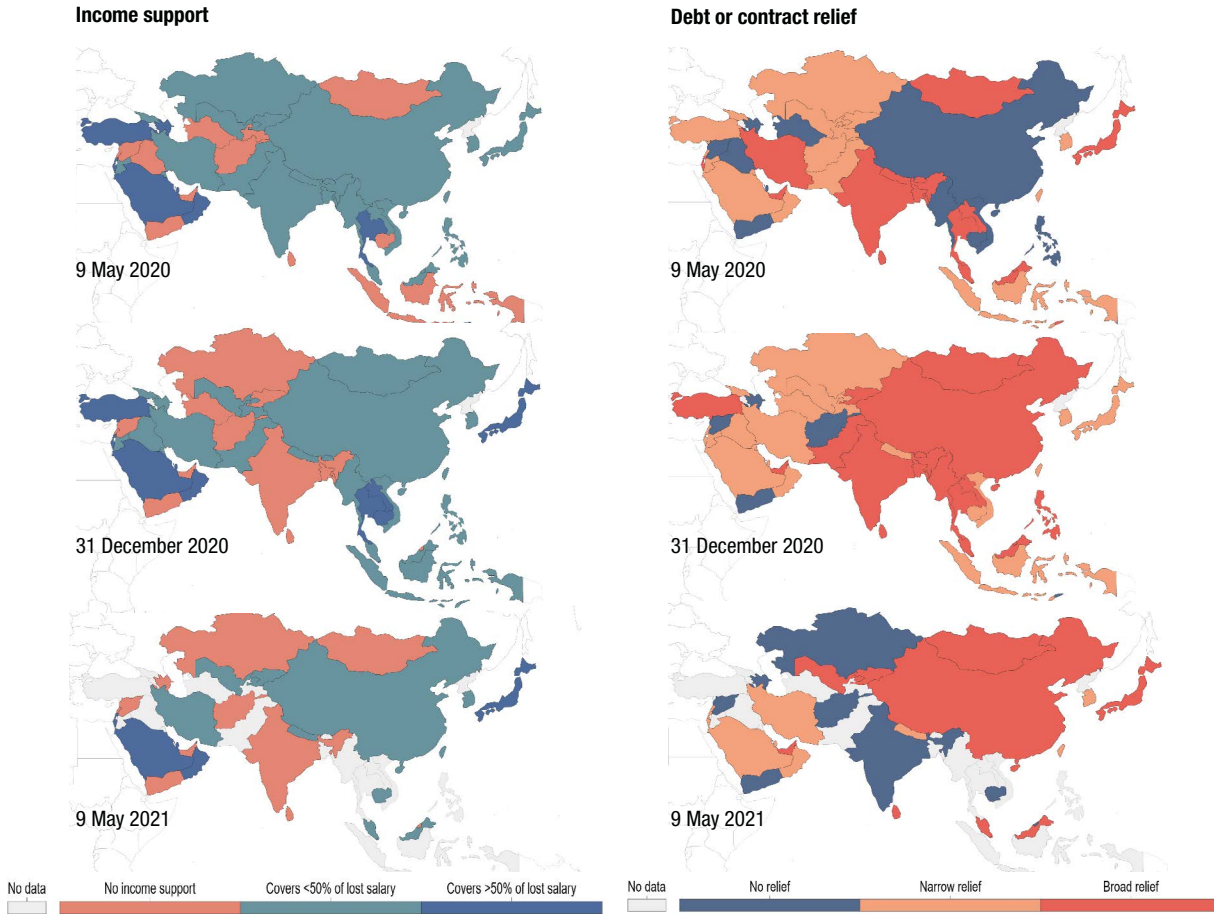 Income support
Debt or contract relief
9 May 2020
9 May 2020
31 December 2020
31 December 2020
9 May 2021
9 May 2021
No data
No income support
Covers <50% of lost salary
Covers >50% of lost salary
No data
No relief
Narrow relief
Broad relief